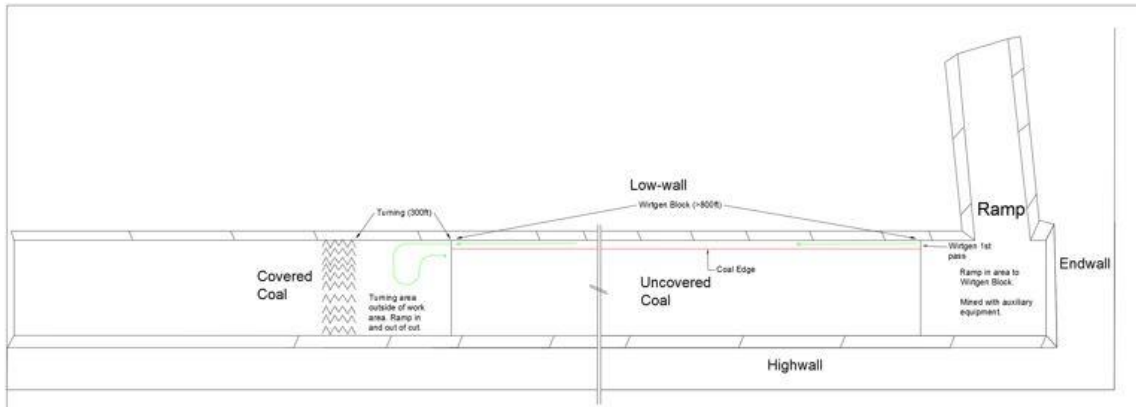 Low-wall
Turning (300ft)
Wirtgen Block (>800ft)
Ramp
Wirtgen 1st
pass
Endwall
Covered
Coal
Coal Edge
Uncovered
Coal
Ramp in area to
Wirtgen Block.
Mined with auxiliary
equipment.
Turning area
outside of work
area. Ramp in
and out of cut.
Highwall